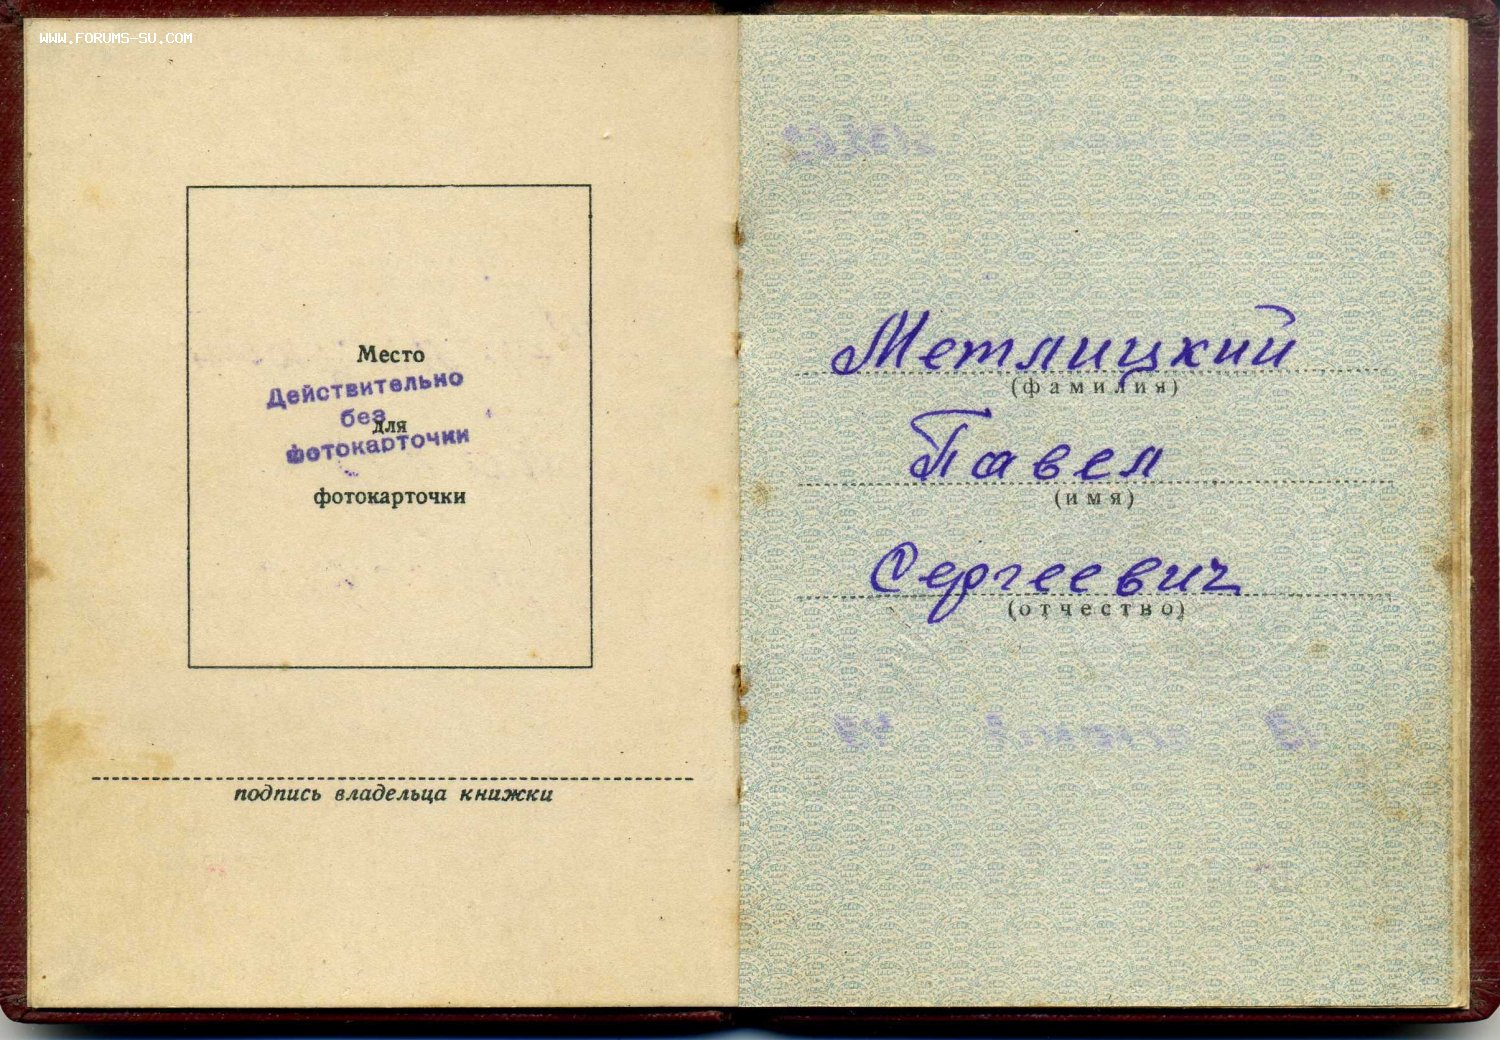 WWW.FORUMS-SU.COM
Место
Действительно
без
для
фотокарточки
фотокарточки
подпись владельца книжки
Метлицкий
(фамилия)
Павел
(имя)
Сергеевич
(отчество)